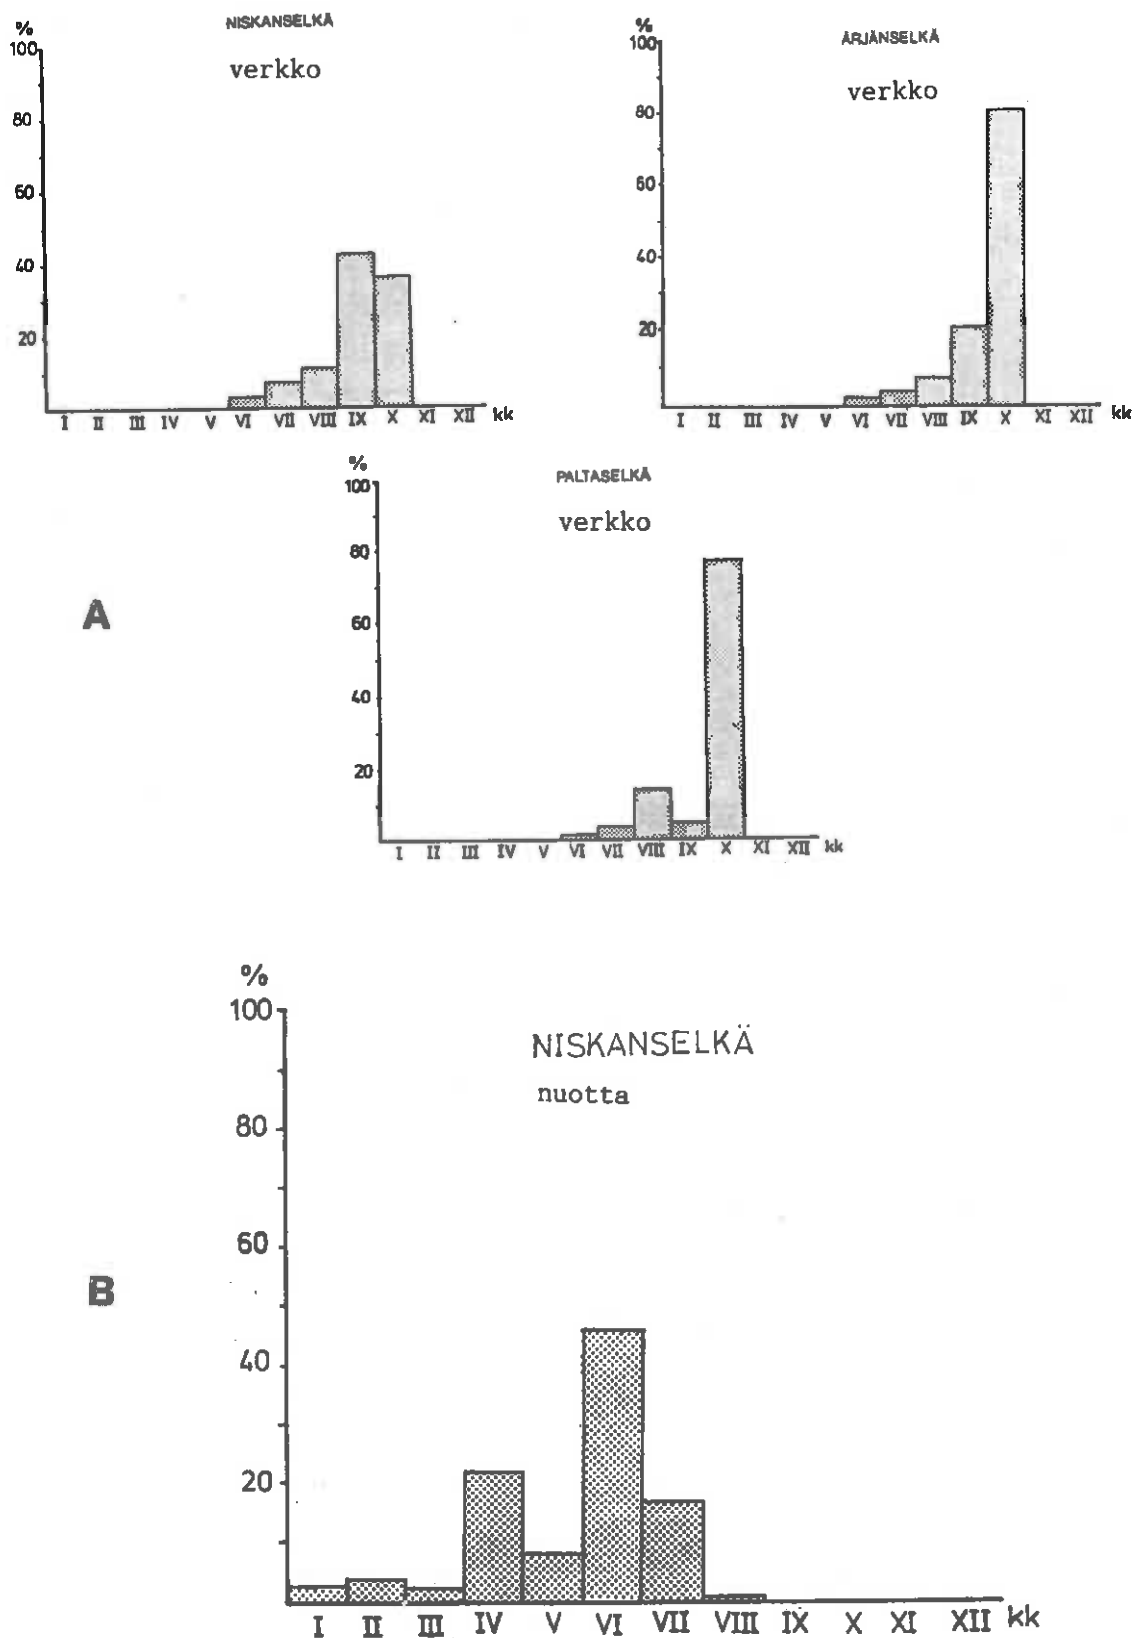 %
NISKANSELKÄ
verkko
100
80
60
40
20
I II III IV V VI VII VIII IX X XI XII kk
%
ÄRJÄNSELKÄ
verkko
100
80
60
40
20
I II III IV V VI VII VIII IX X XI XII kk
%
PALTASELKÄ
verkko
100
80
60
40
20
I II III IV V VI VII VIII IX X XI XII kk
A
%
NISKANSELKÄ
nuotta
100
80
60
40
20
I II III IV V VI VII VIII IX X XI XII kk
B